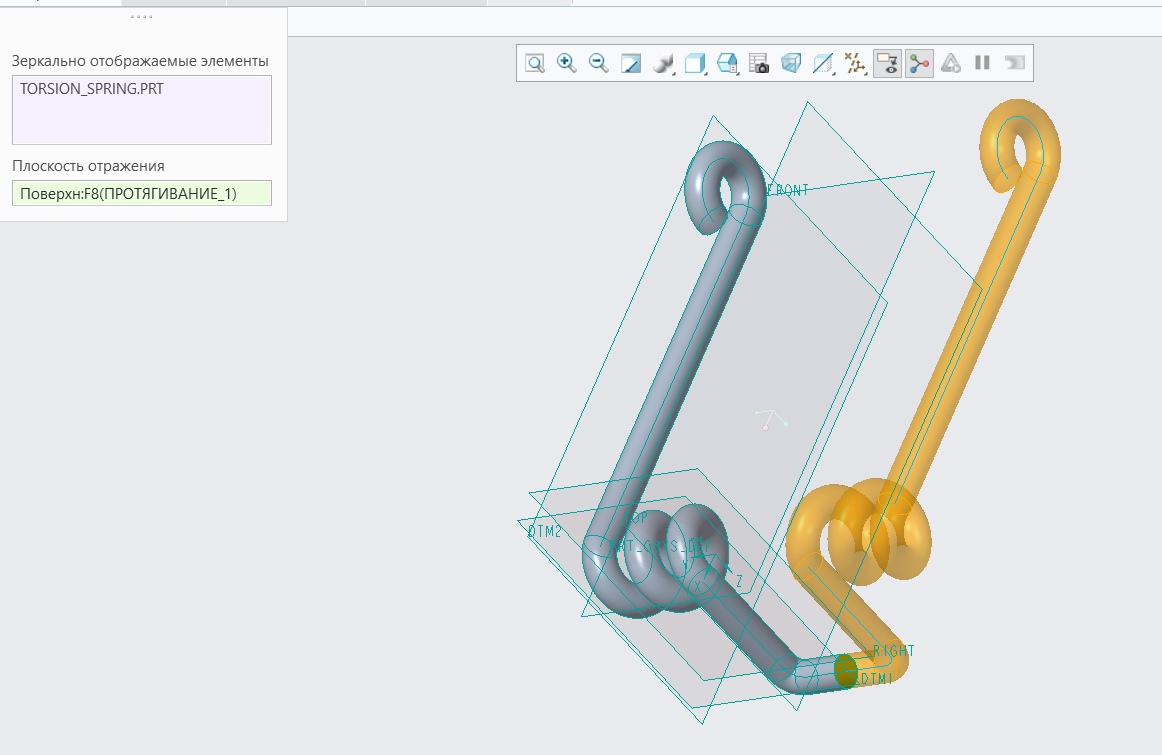 Зеркально отображаемые элементы
TORSION_SPRING.PRT
Плоскость отражения
Поверхн:F8(ПРОТЯГИВАНИЕ_1)
FRONT
TOP
DTM2
Y
Z
X
RIGHT
DTM1